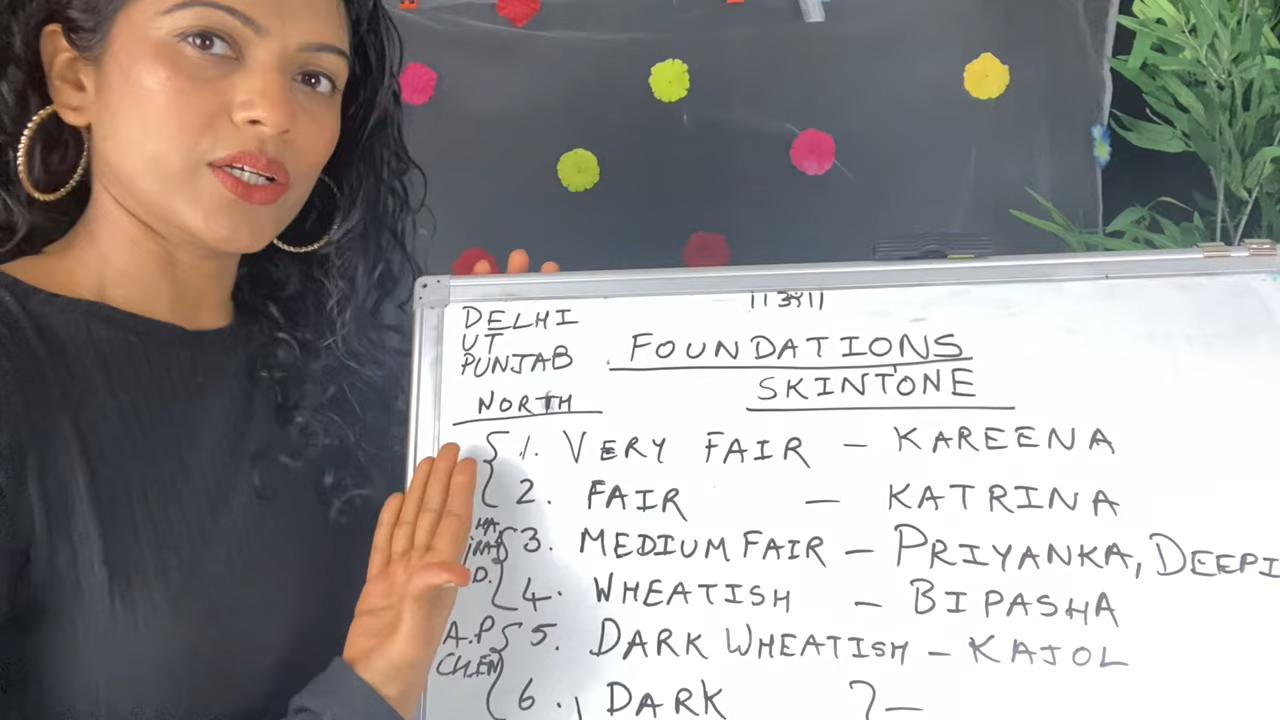 DELHI
UT
PUNJAB
NORTH
FOUNDATIONS
SKINTONE
1. VERY FAIR - KAREENA
2. FAIR - KATRINA
3. MEDIUM FAIR - PRIYANKA, DEEPI
4. WHEATISH - BIPASHA
A.P 5. DARK WHEATISH - KAJOL
CHEN
6. DARK ?-